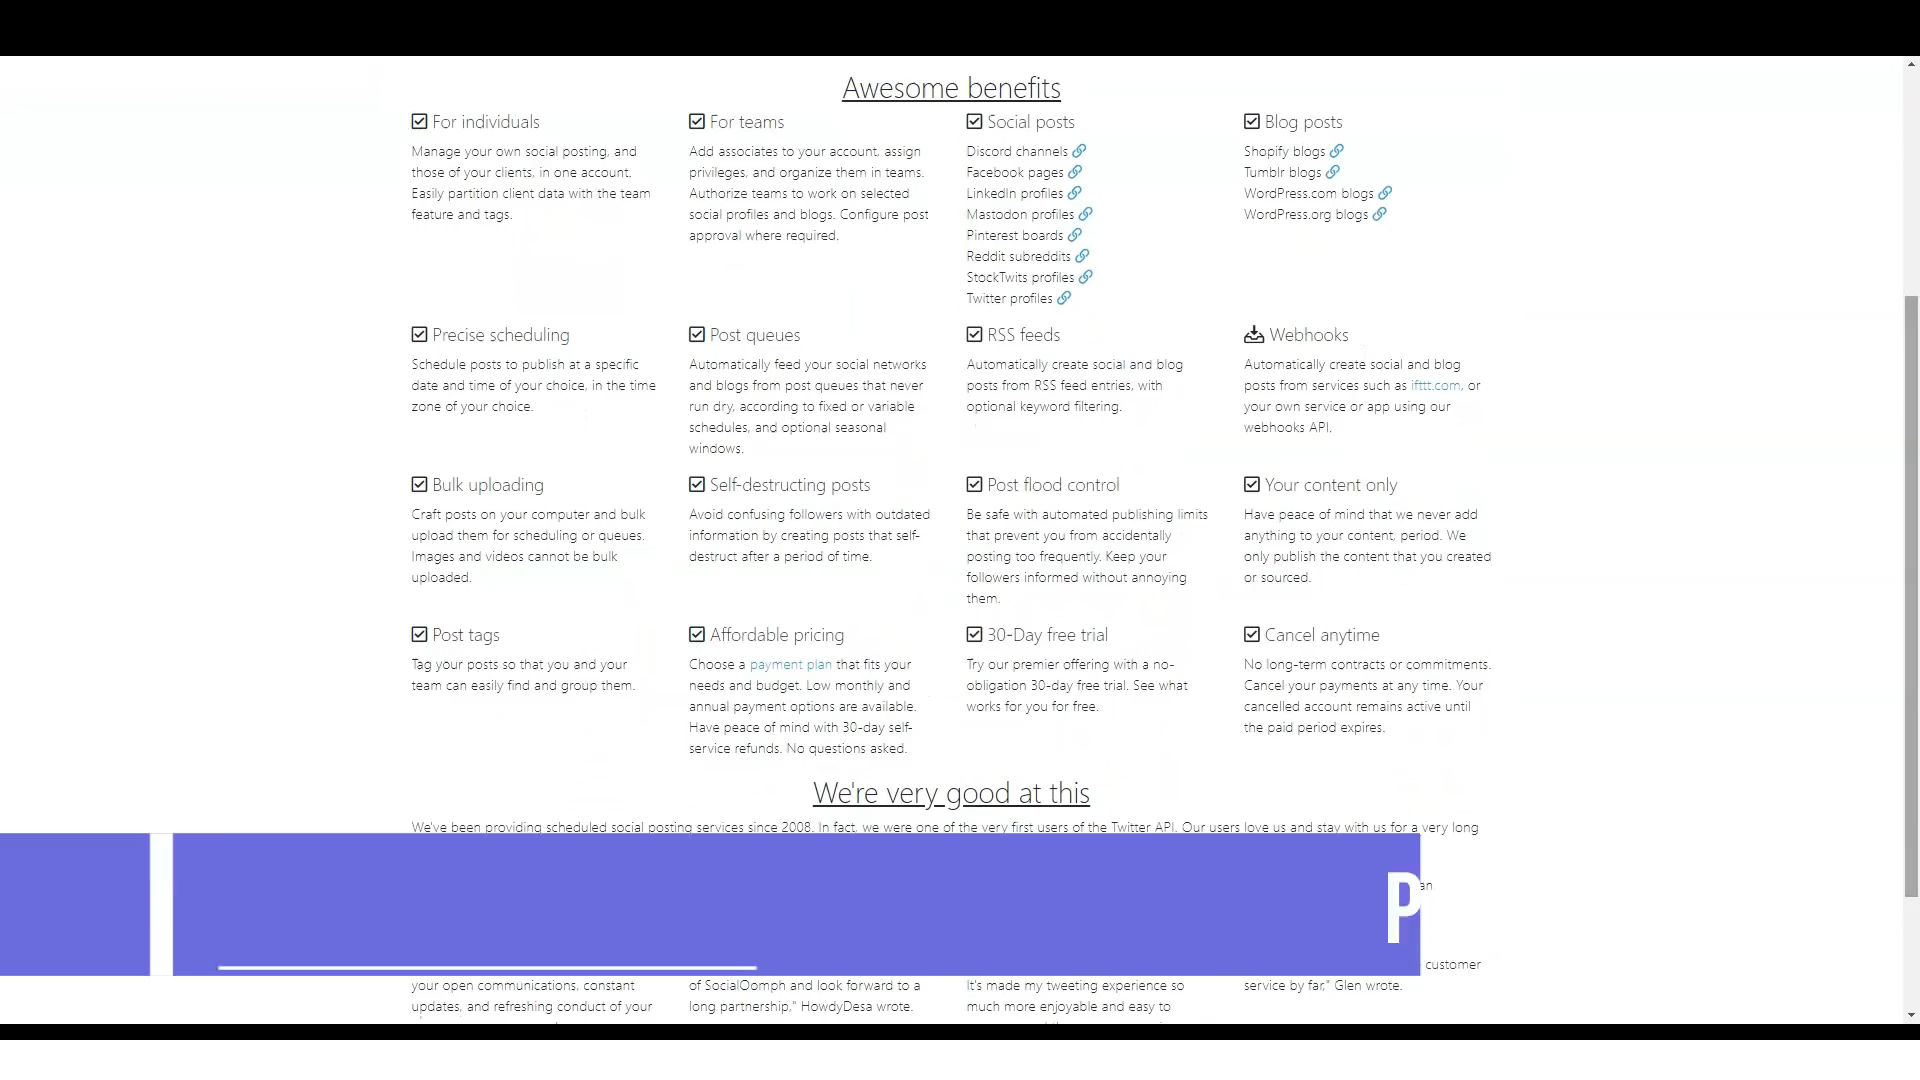 Awesome benefits
For individuals
Manage your own social posting, and
those of your clients, in one account.
Easily partition client data with the team
feature and tags.
For teams
Add associates to your account, assign
privileges, and organize them in teams.
Authorize teams to work on selected
social profiles and blogs. Configure post
approval where required.
Social posts
Discord channels
Facebook pages
LinkedIn profiles
Mastodon profiles
Pinterest boards
Reddit subreddits
StockTwits profiles
Twitter profiles
Blog posts
Shopify blogs
Tumblr blogs
WordPress.com blogs
WordPress.org blogs
Precise scheduling
Schedule posts to publish at a specific
date and time of your choice, in the time
zone of your choice.
Post queues
Automatically feed your social networks
and blogs from post queues that never
run dry, according to fixed or variable
schedules, and optional seasonal
windows.
RSS feeds
Automatically create social and blog
posts from RSS feed entries, with
optional keyword filtering.
Webhooks
Automatically create social and blog
posts from services such as ifttt.com, or
your own service or app using our
webhooks API.
Bulk uploading
Craft posts on your computer and bulk
upload them for scheduling or queues.
Images and videos cannot be bulk
uploaded.
Self-destructing posts
Avoid confusing followers with outdated
information by creating posts that self-
destruct after a period of time.
Post flood control
Be safe with automated publishing limits
that prevent you from accidentally
posting too frequently. Keep your
followers informed without annoying
them.
Your content only
Have peace of mind that we never add
anything to your content, period. We
only publish the content that you created
or sourced.
Post tags
Tag your posts so that you and your
team can easily find and group them.
Affordable pricing
Choose a payment plan that fits your
needs and budget. Low monthly and
annual payment options are available.
Have peace of mind with 30-day self-
service refunds. No questions asked.
30-Day free trial
Try our premier offering with a no-
obligation 30-day free trial. See what
works for you for free.
Cancel anytime
No long-term contracts or commitments.
Cancel your payments at any time. Your
cancelled account remains active until
the paid period expires.
We're very good at this
We've been providing scheduled social posting services since 2008. In fact, we were one of the very first users of the Twitter API. Our users love us and stay with us for a very long
an
P
your open communications, constant
updates, and refreshing conduct of your
of SocialOomph and look forward to a
long partnership," HowdyDesa wrote.
It's made my tweeting experience so
much more enjoyable and easy to
customer
service by far," Glen wrote.